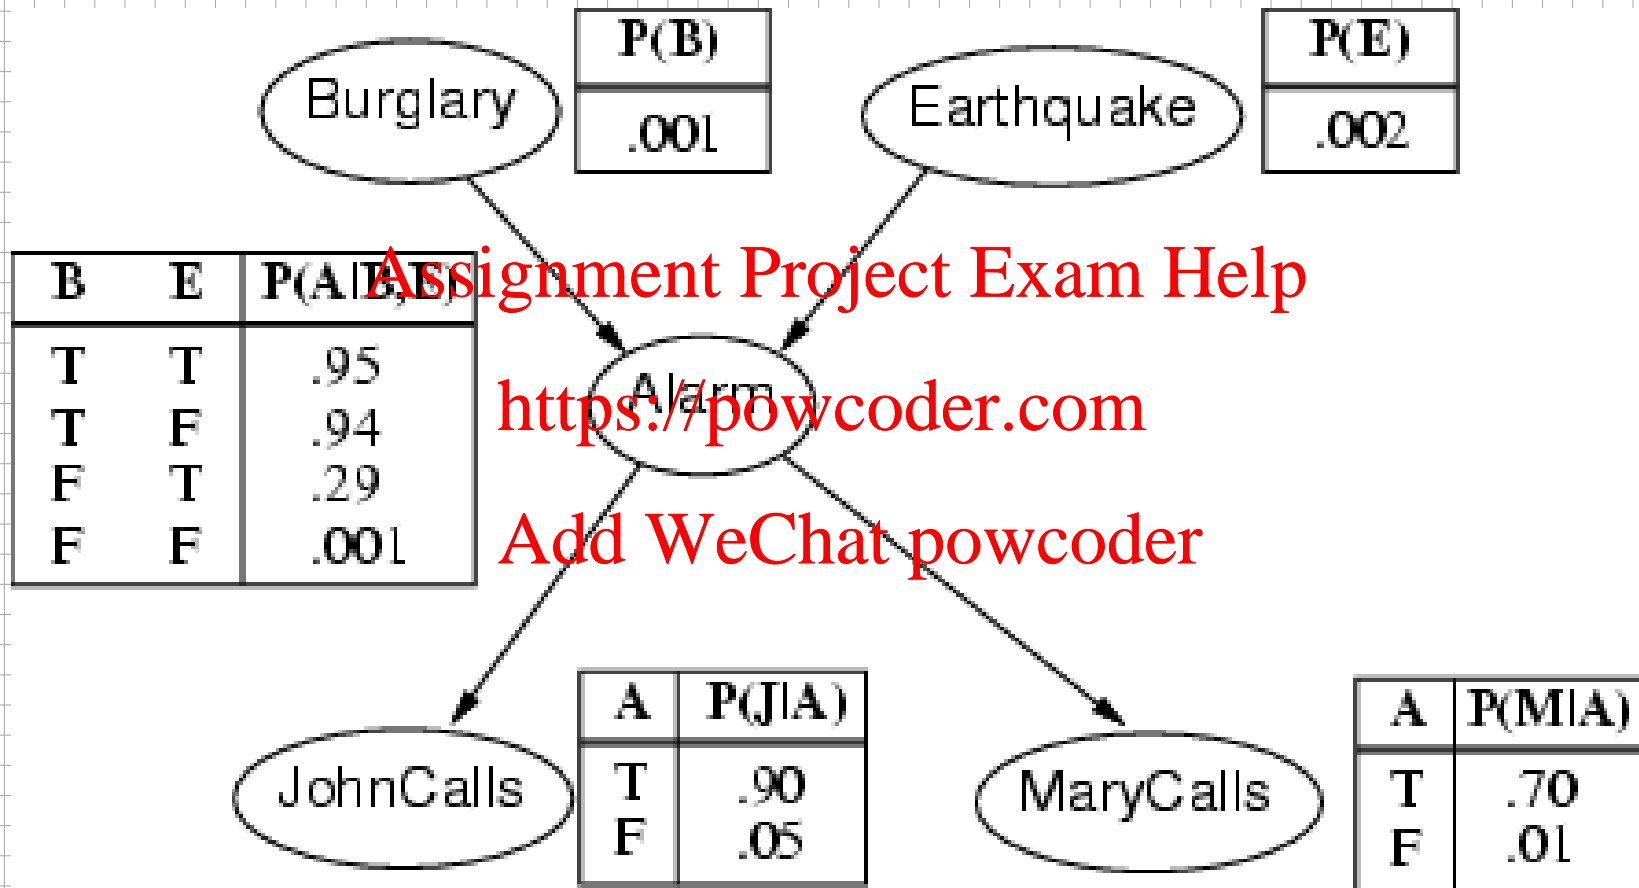 Burglary
P(B)
.001
Earthquake
P(E)
.002
B E P(A|B,E)
T T .95
T F .94
F T .29
F F .001
Assignment Project Exam Help
Alarm
https://powcoder.com
Add WeChat powcoder
JohnCalls
A P(J|A)
T .90
F .05
MaryCalls
A P(M|A)
T .70
F .01